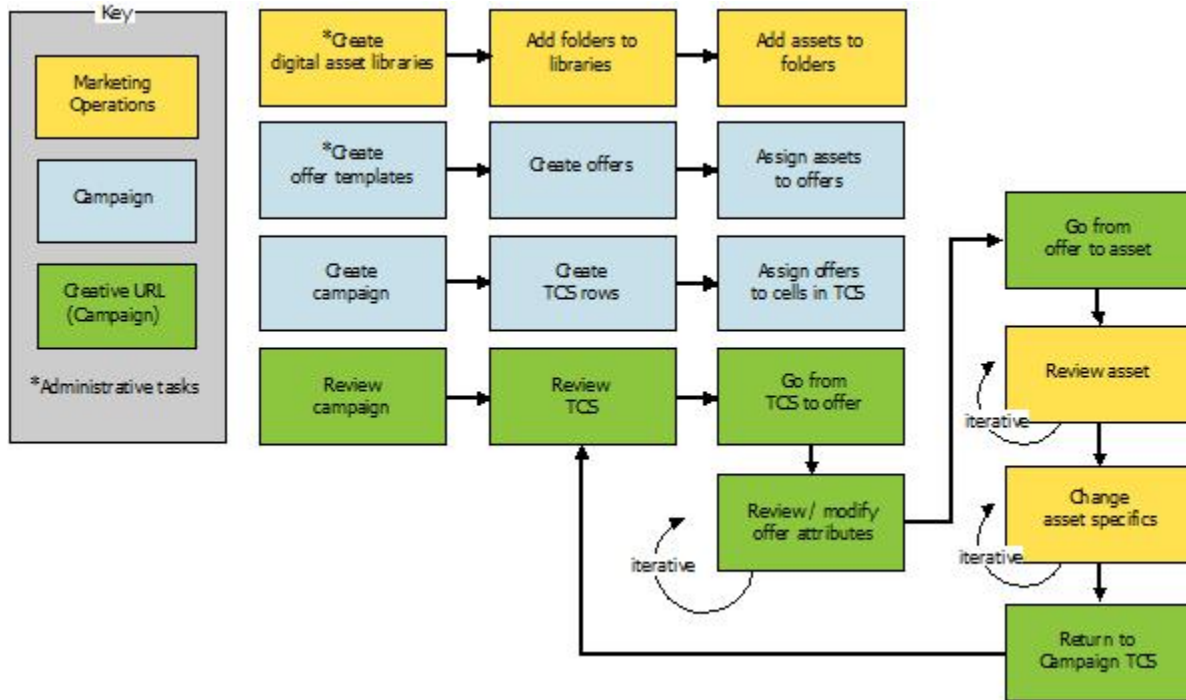 Key
Marketing
Operations
Campaign
Creative URL
(Campaign)
*Administrative tasks
*Create
digital asset libraries
Add folders to
libraries
Add assets to
folders
*Create
offer templates
Create offers
Assign assets
to offers
Create
campaign
Create
TCS rows
Assign offers
to cells in TCS
Review
campaign
Review
TCS
Go from
TCS to offer
Review / modify
offer attributes
iterative
Go from
offer to asset
Review asset
iterative
Change
asset specifics
iterative
Return to
Campaign TCS